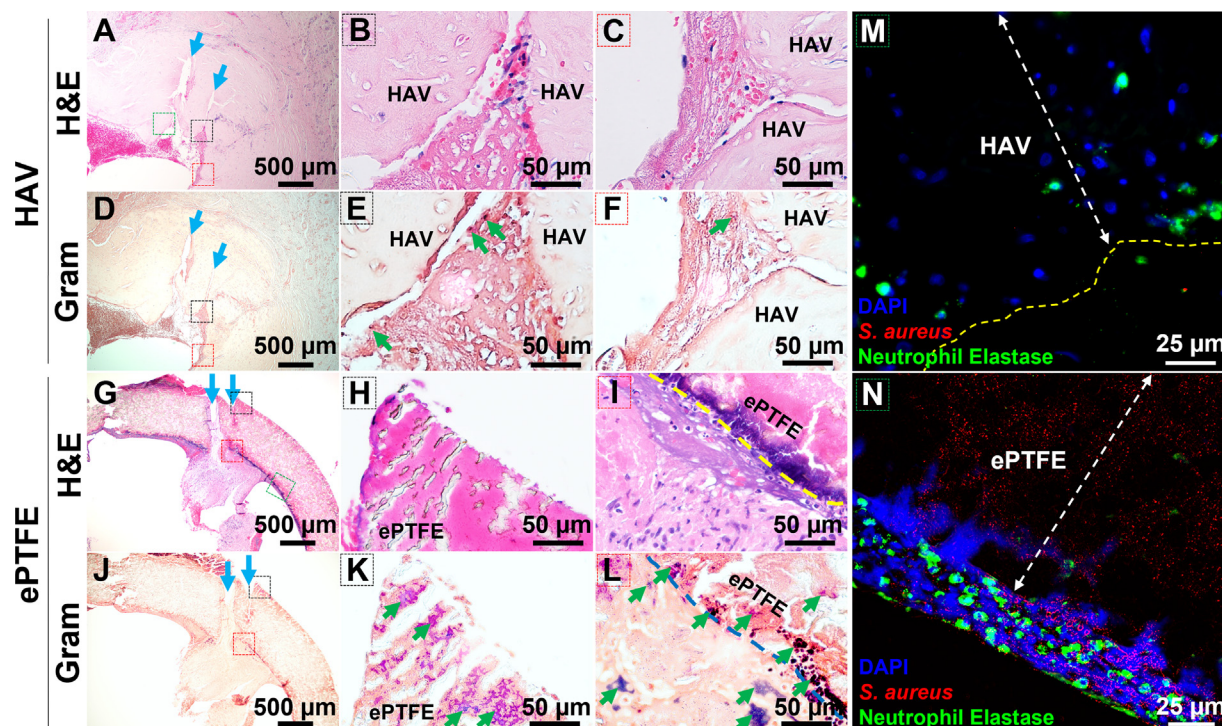 HAV
H&E
Gram
ePTFE
H&E
Gram
A
500 µm
B
HAV
HAV
50 µm
C
HAV
HAV
50 µm
D
500 µm
E
HAV
HAV
50 µm
F
HAV
HAV
50 µm
G
500 µm
H
ePTFE
50 µm
I
ePTFE
50 µm
J
500 µm
K
ePTFE
50 µm
L
ePTFE
50 µm
M
HAV
DAPI
S. aureus
Neutrophil Elastase
25 µm
N
ePTFE
DAPI
S. aureus
Neutrophil Elastase
25 µm